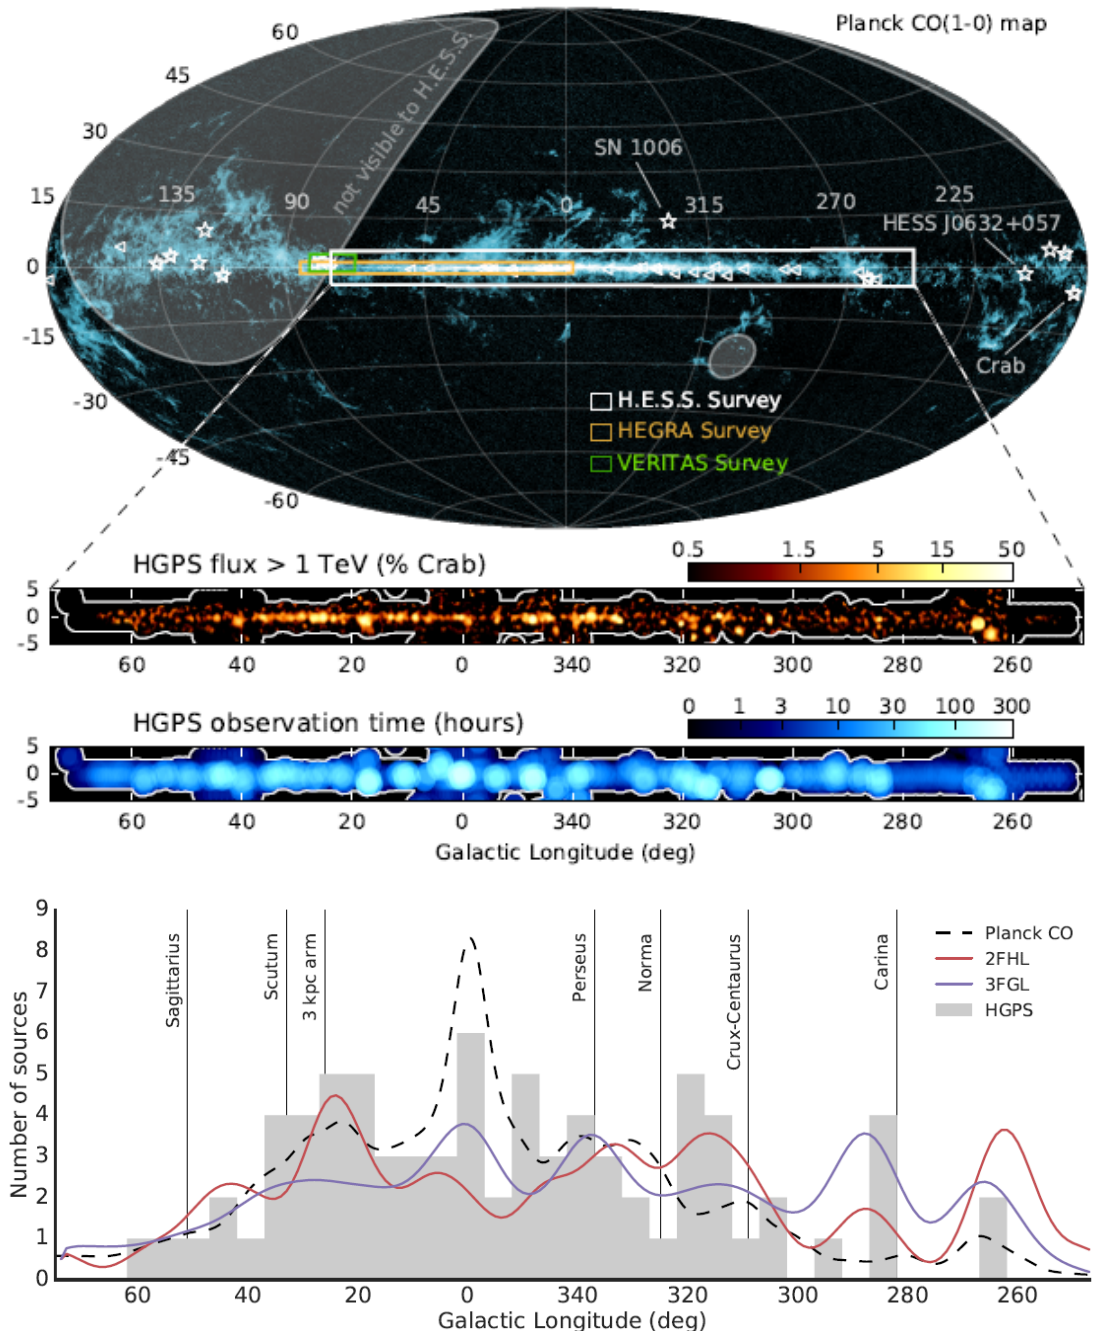 Planck CO(1-0) map
60
45
30
15
0
-15
-30
-45
-60
not visible to H.E.S.S.
135
90
45
0
315
270
225
SN 1006
HESS J0632+057
Crab
H.E.S.S. Survey
HEGRA Survey
VERITAS Survey
HGPS flux > 1 TeV (% Crab)
0.5 1.5 5 15 50
5
0
-5
60 40 20 0 340 320 300 280 260
HGPS observation time (hours)
0 1 3 10 30 100 300
5
0
-5
60 40 20 0 340 320 300 280 260
Galactic Longitude (deg)
9
8
7
6
5
4
3
2
1
0
Number of sources
Sagittarius
Scutum
3 kpc arm
Perseus
Norma
Crux-Centaurus
Carina
Planck CO
2FHL
3FGL
HGPS
60 40 20 0 340 320 300 280 260
Galactic Longitude (deg)